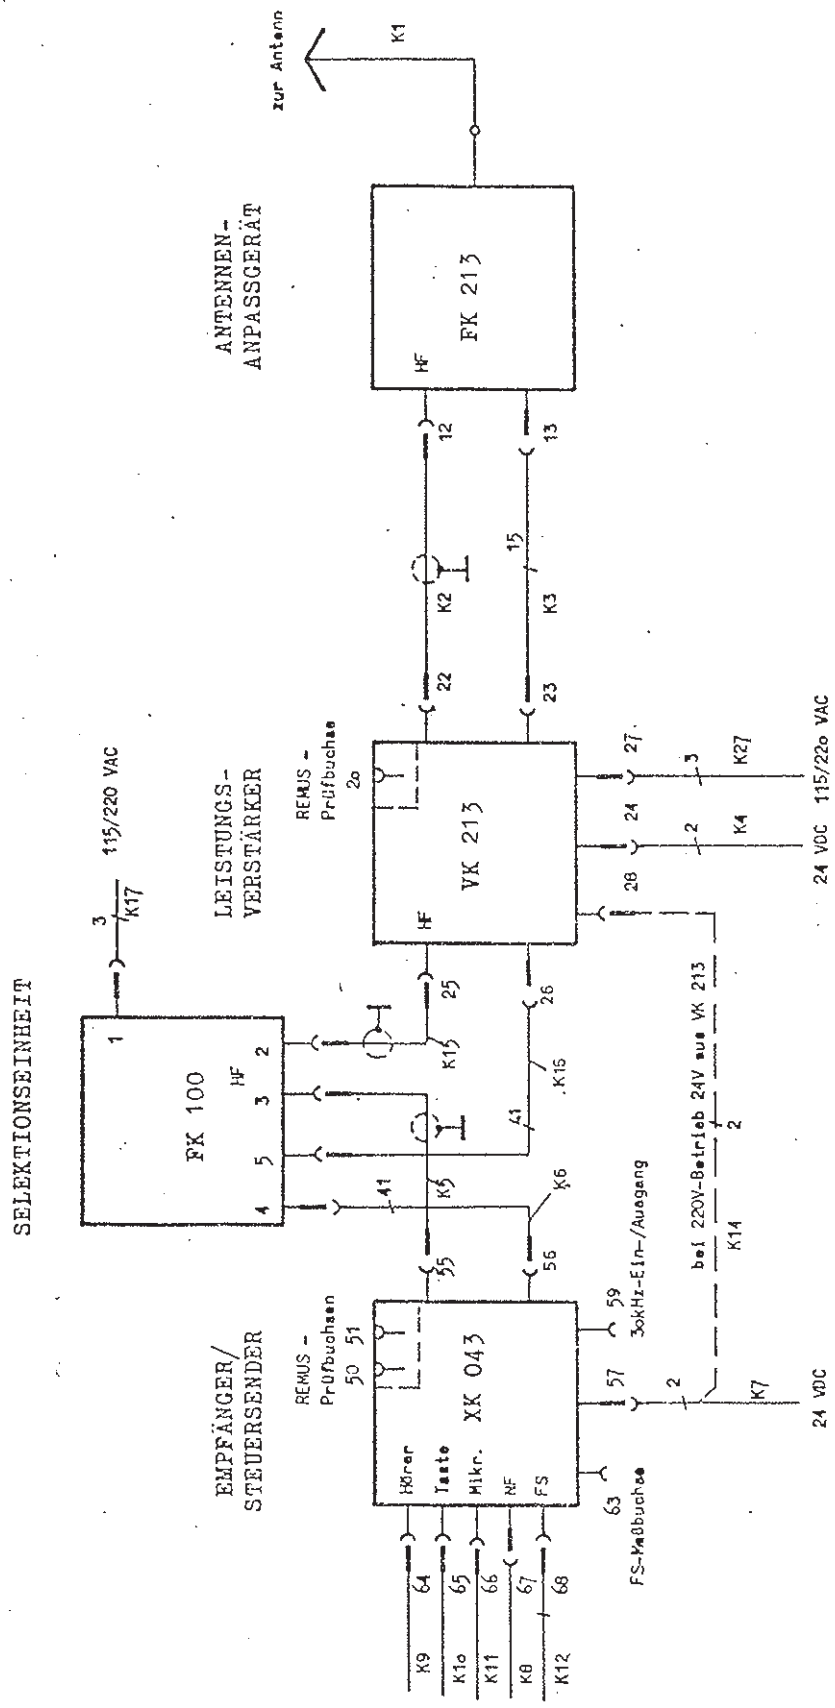 SELEKTIONSEINHEIT
FK 100
HF
1
2
3
5
4
3
K17
115/220 VAC
EMPFÄNGER/
STEUERSENDER
REMUS -
Prüfbuchsen
50 51
XK 043
Hörer
Taste
Mikr.
NF
FS
K9
64
K1o
65
K11
66
K8
67
K12
68
63
FS-Meßbuchse
57
59
3okHz-Ein-/Ausgang
2
K7
24 VDC
55
56
K5
K6
41
41
K15
K16
25
26
LEISTUNGS-
VERSTÄRKER
REMUS -
Prüfbuchse
2o
VK 213
HF
28
24
27
bei 220V-Betrieb 24V aus VK 213
2
K14
2
K4
24 VDC
3
K27
115/22o VAC
22
23
K2
K3
15
12
13
ANTENNEN-
ANPASSGERÄT
FK 213
HF
K1
zur Antenn